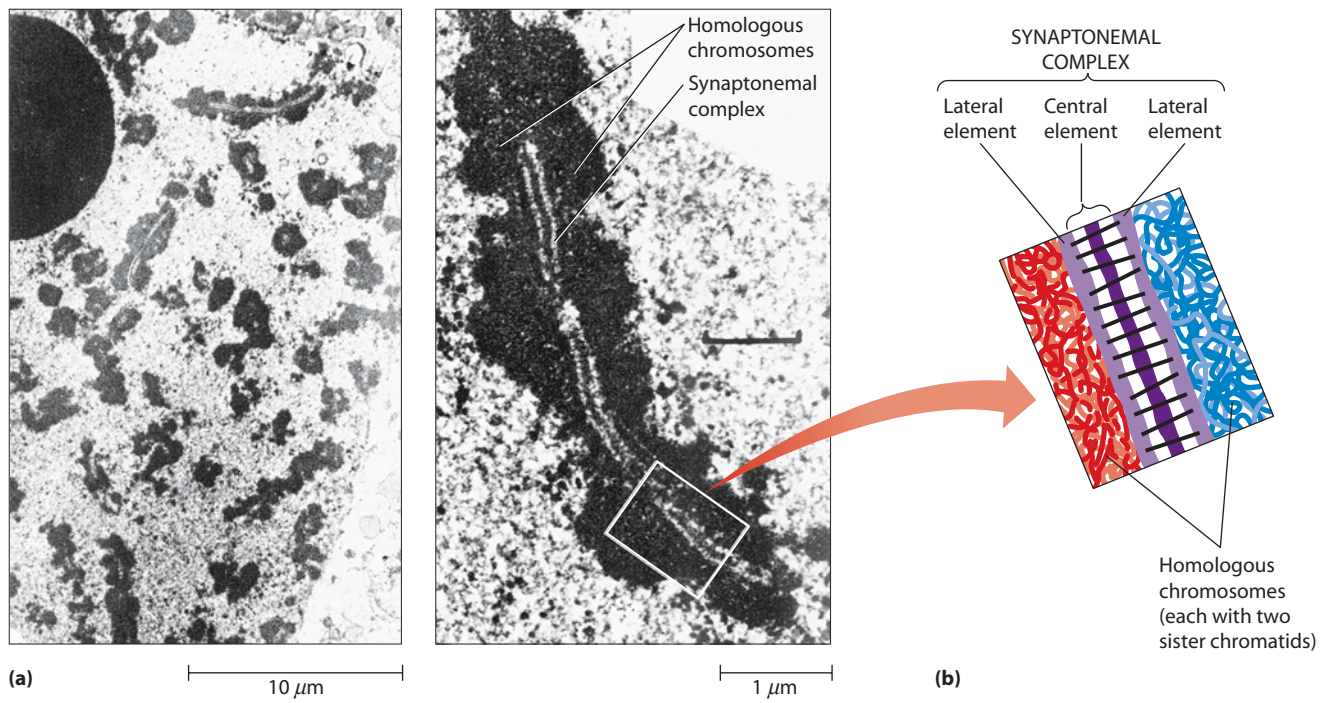 Homologous
chromosomes
Synaptonemal
complex
SYNAPTONEMAL
COMPLEX
Lateral
element
Central
element
Lateral
element
Homologous
chromosomes
(each with two
sister chromatids)
(a)
10 μm
1 μm
(b)